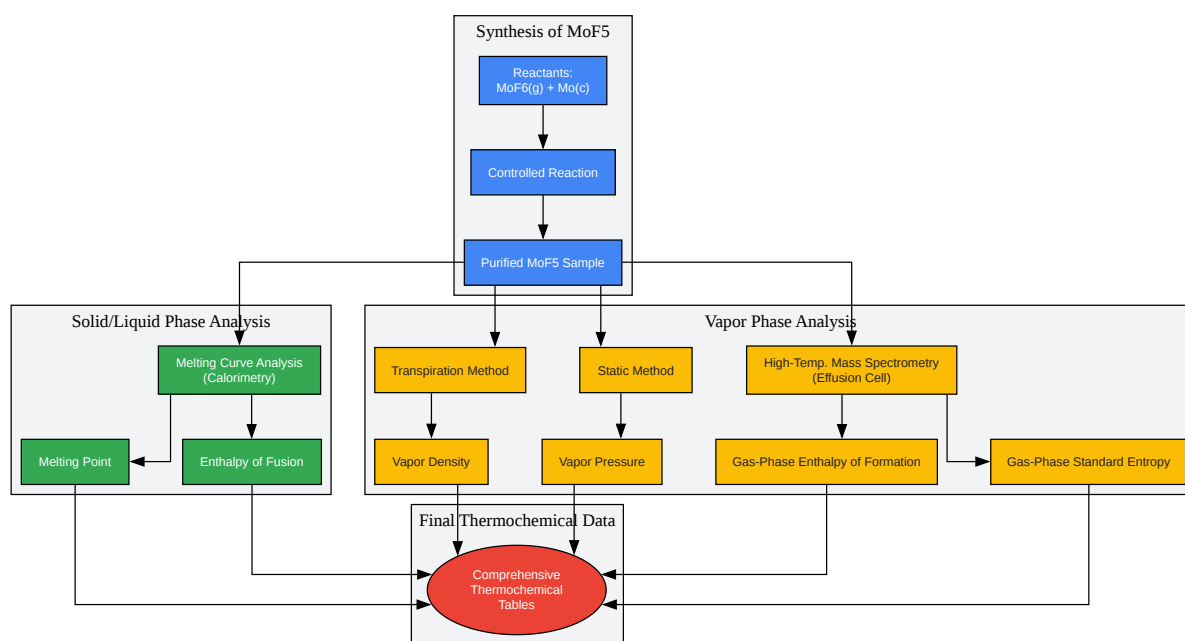 Synthesis of MoF5
Reactants:
MoF6(g) + Mo(c)
Controlled Reaction
Purified MoF5 Sample
Solid/Liquid Phase Analysis
Melting Curve Analysis
(Calorimetry)
Melting Point
Enthalpy of Fusion
Vapor Phase Analysis
Transpiration Method
Static Method
High-Temp. Mass Spectrometry
(Effusion Cell)
Vapor Density
Vapor Pressure
Gas-Phase Enthalpy of Formation
Gas-Phase Standard Entropy
Final Thermochemical Data
Comprehensive
Thermochemical
Tables